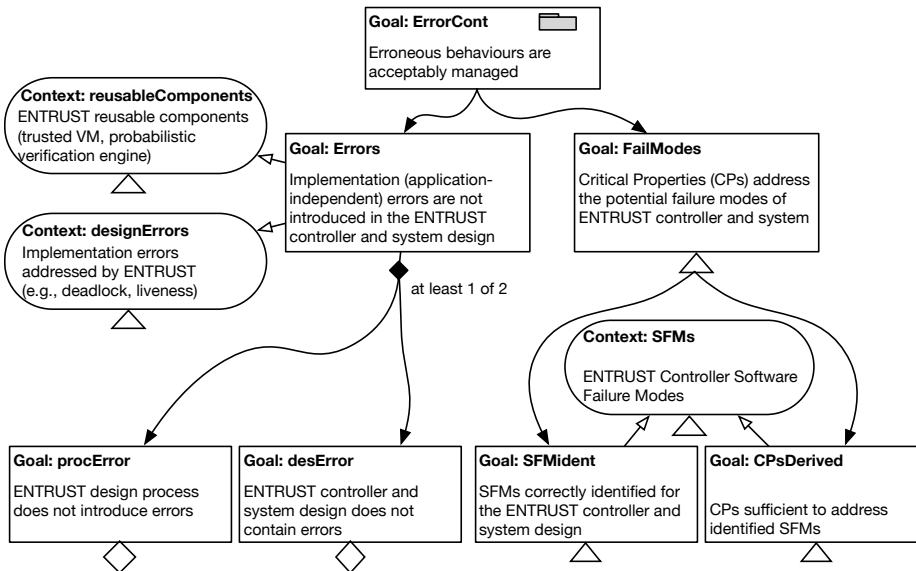 Goal: ErrorCont
Erroneous behaviours are
acceptably managed
Context: reusableComponents
ENTRUST reusable components
(trusted VM, probabilistic
verification engine)
Goal: Errors
Implementation (application-
independent) errors are not
introduced in the ENTRUST
controller and system design
Goal: FailModes
Critical Properties (CPs) address
the potential failure modes of
ENTRUST controller and system
Context: designErrors
Implementation errors
addressed by ENTRUST
(e.g., deadlock, liveness)
at least 1 of 2
Context: SFMs
ENTRUST Controller Software
Failure Modes
Goal: procError
ENTRUST design process
does not introduce errors
Goal: desError
ENTRUST controller and
system design does not
contain errors
Goal: SFMident
SFMs correctly identified for
the ENTRUST controller and
system design
Goal: CPsDerived
CPs sufficient to address
identified SFMs